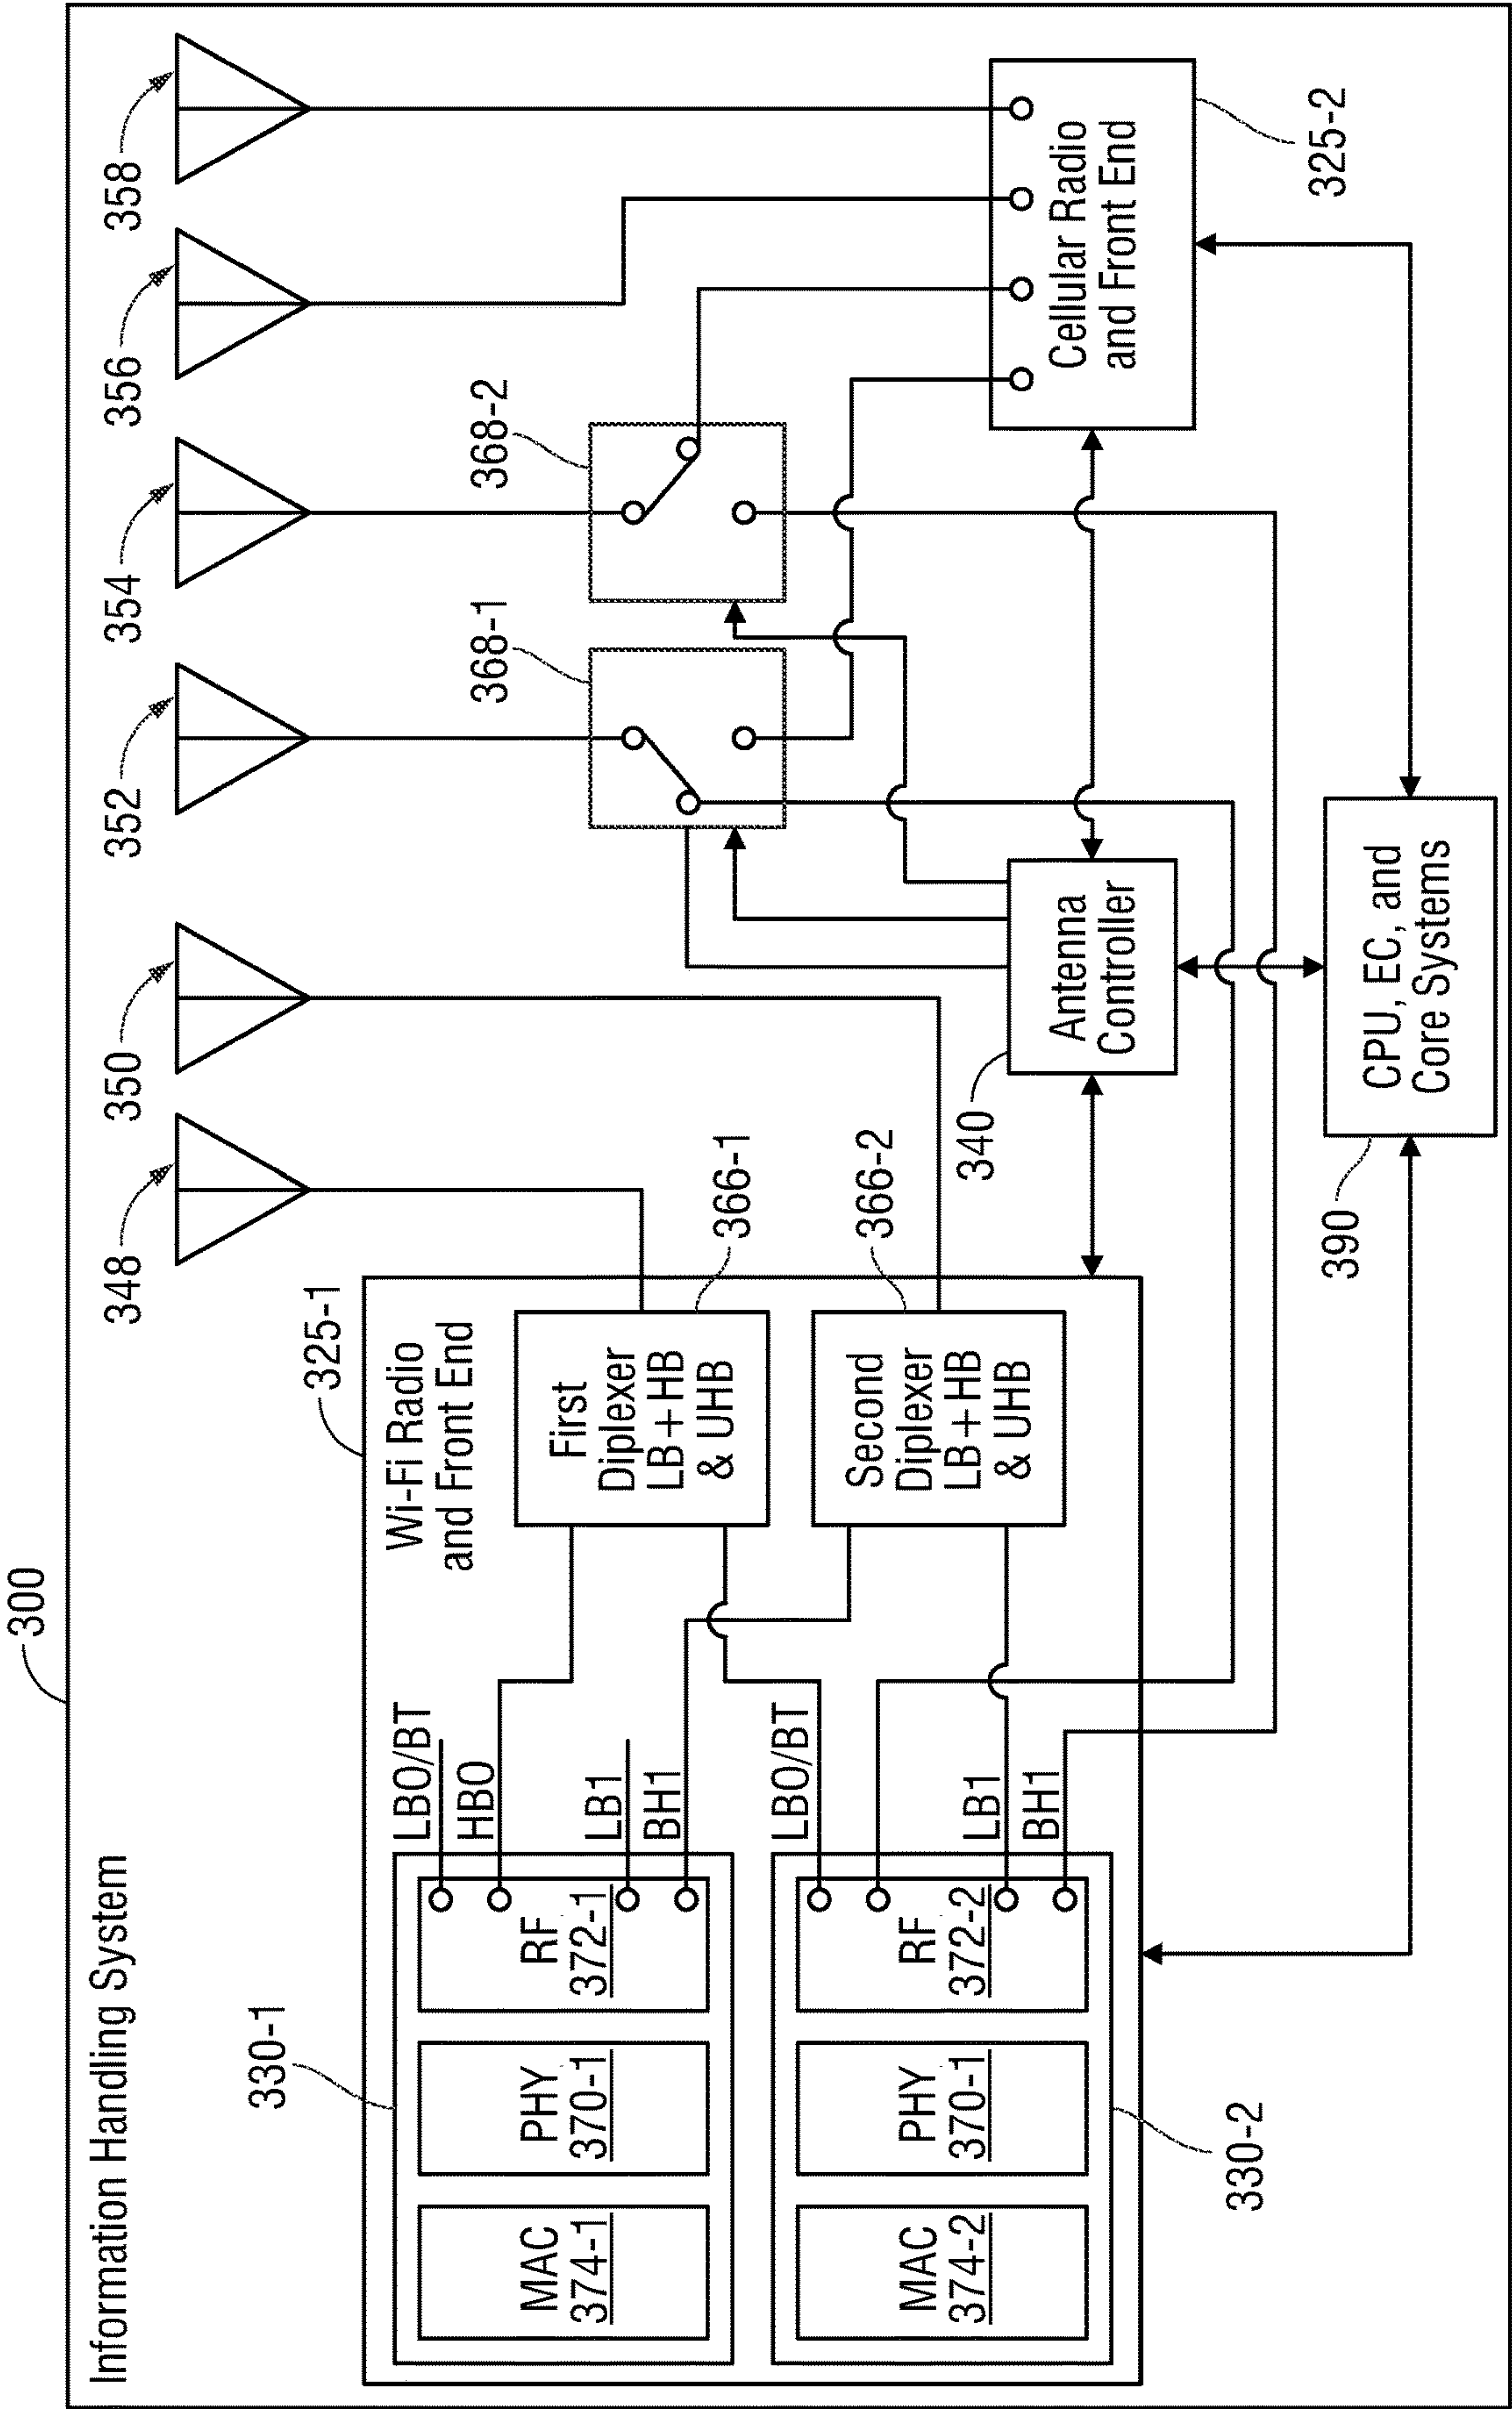 300
Information Handling System
348
350
352
354
356
358
325-1
Wi-Fi Radio
and Front End
330-1
MAC
374-1
PHY
370-1
RF
372-1
LBO/BT
HBO
LB1
BH1
First
Diplexer
LB+HB
& UHB
366-1
MAC
374-2
PHY
370-1
RF
372-2
LBO/BT
LB1
BH1
330-2
Second
Diplexer
LB+HB
& UHB
366-2
368-1
368-2
340
Antenna
Controller
Cellular Radio
and Front End
325-2
390
CPU, EC, and
Core Systems